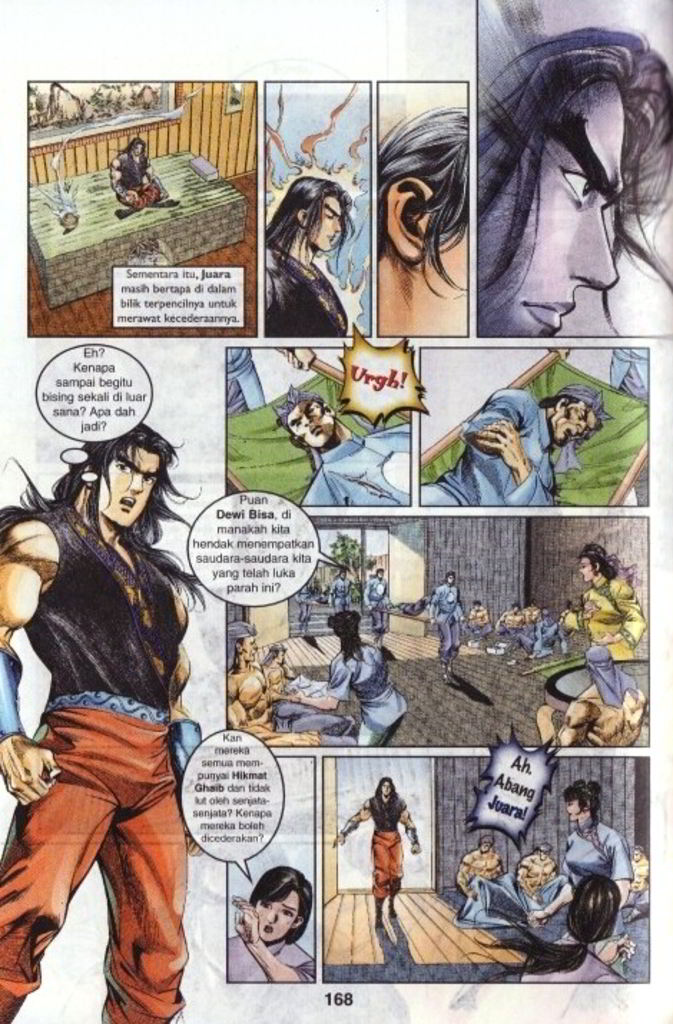 Sementara itu, Juara
masih bertapa di dalam
bilik terpencilnya untuk
merawat kecederaannya.
Eh?
Kenapa
sampai begitu
bising sekali di luar
sana? Apa dah
jadi?
Urgh!
Puan
Dewi Bisa, di
manakah kita
hendak menempatkan
saudara-saudara kita
yang telah luka
parah ini?
Kan
mereka
semua mem-
punyai Hikmat
Ghaib dan tidak
lut oleh senjata-
senjata? Kenapa
mereka boleh
dicederakan?
Ah,
Abang
Juara!
168